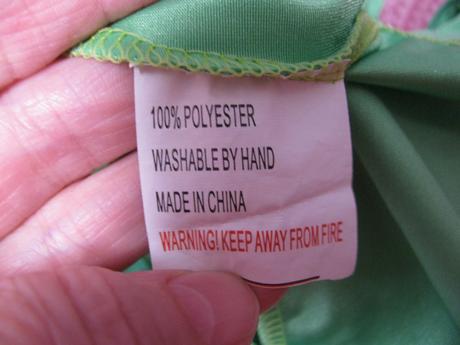 100% POLYESTER
WASHABLE BY HAND
MADE IN CHINA
WARNING! KEEP AWAY FROM FIRE